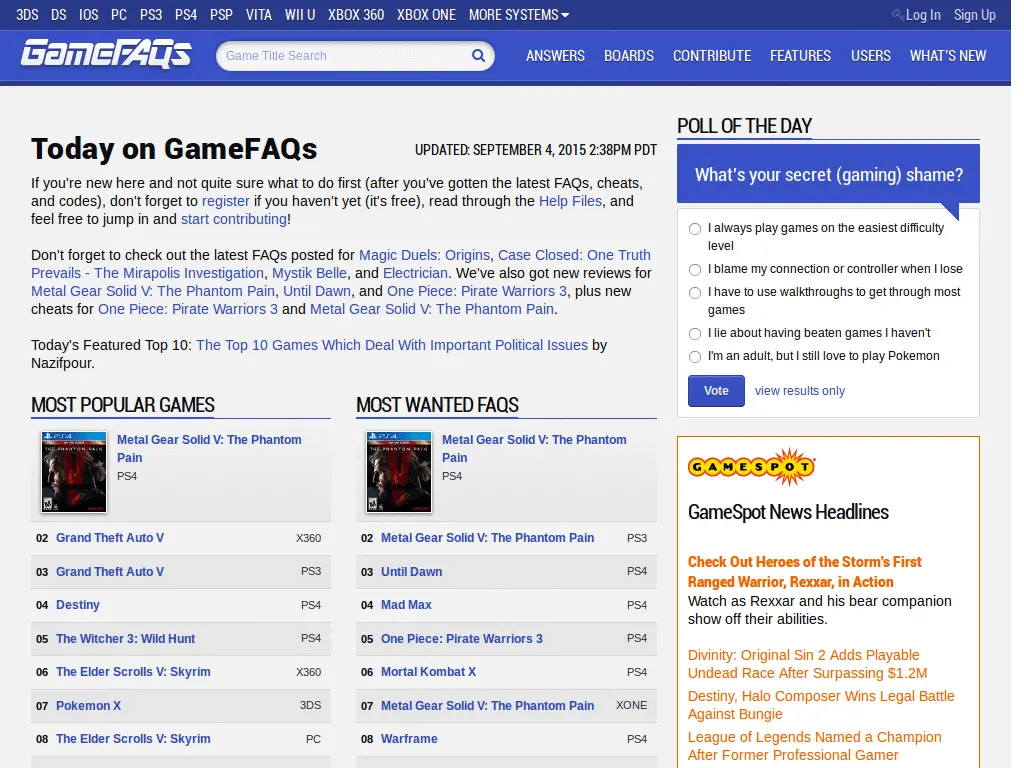 3DS DS IOS PC PS3 PS4 PSP VITA WII U XBOX 360 XBOX ONE MORE SYSTEMS Log In Sign Up
GameFAQs Game Title Search ANSWERS BOARDS CONTRIBUTE FEATURES USERS WHAT'S NEW
Today on GameFAQs UPDATED: SEPTEMBER 4, 2015 2:38PM PDT
If you're new here and not quite sure what to do first (after you've gotten the latest FAQs, cheats,
and codes), don't forget to register if you haven't yet (it's free), read through the Help Files, and
feel free to jump in and start contributing!
Don't forget to check out the latest FAQs posted for Magic Duels: Origins, Case Closed: One Truth
Prevails - The Mirapolis Investigation, Mystik Belle, and Electrician. We've also got new reviews for
Metal Gear Solid V: The Phantom Pain, Until Dawn, and One Piece: Pirate Warriors 3, plus new
cheats for One Piece: Pirate Warriors 3 and Metal Gear Solid V: The Phantom Pain.
Today's Featured Top 10: The Top 10 Games Which Deal With Important Political Issues by
Nazifpour.
MOST POPULAR GAMES
Metal Gear Solid V: The Phantom
Pain
PS4
02 Grand Theft Auto V X360
03 Grand Theft Auto V PS3
04 Destiny PS4
05 The Witcher 3: Wild Hunt PS4
06 The Elder Scrolls V: Skyrim X360
07 Pokemon X 3DS
08 The Elder Scrolls V: Skyrim PC
MOST WANTED FAQS
Metal Gear Solid V: The Phantom
Pain
PS4
02 Metal Gear Solid V: The Phantom Pain PS3
03 Until Dawn PS4
04 Mad Max PS4
05 One Piece: Pirate Warriors 3 PS4
06 Mortal Kombat X PS4
07 Metal Gear Solid V: The Phantom Pain XONE
08 Warframe PS4
POLL OF THE DAY
What's your secret (gaming) shame?
I always play games on the easiest difficulty
level
I blame my connection or controller when I lose
I have to use walkthroughs to get through most
games
I lie about having beaten games I haven't
I'm an adult, but I still love to play Pokemon
Vote view results only
GAMESPOT
GameSpot News Headlines
Check Out Heroes of the Storm's First
Ranged Warrior, Rexxar, in Action
Watch as Rexxar and his bear companion
show off their abilities.
Divinity: Original Sin 2 Adds Playable
Undead Race After Surpassing $1.2M
Destiny, Halo Composer Wins Legal Battle
Against Bungie
League of Legends Named a Champion
After Former Professional Gamer